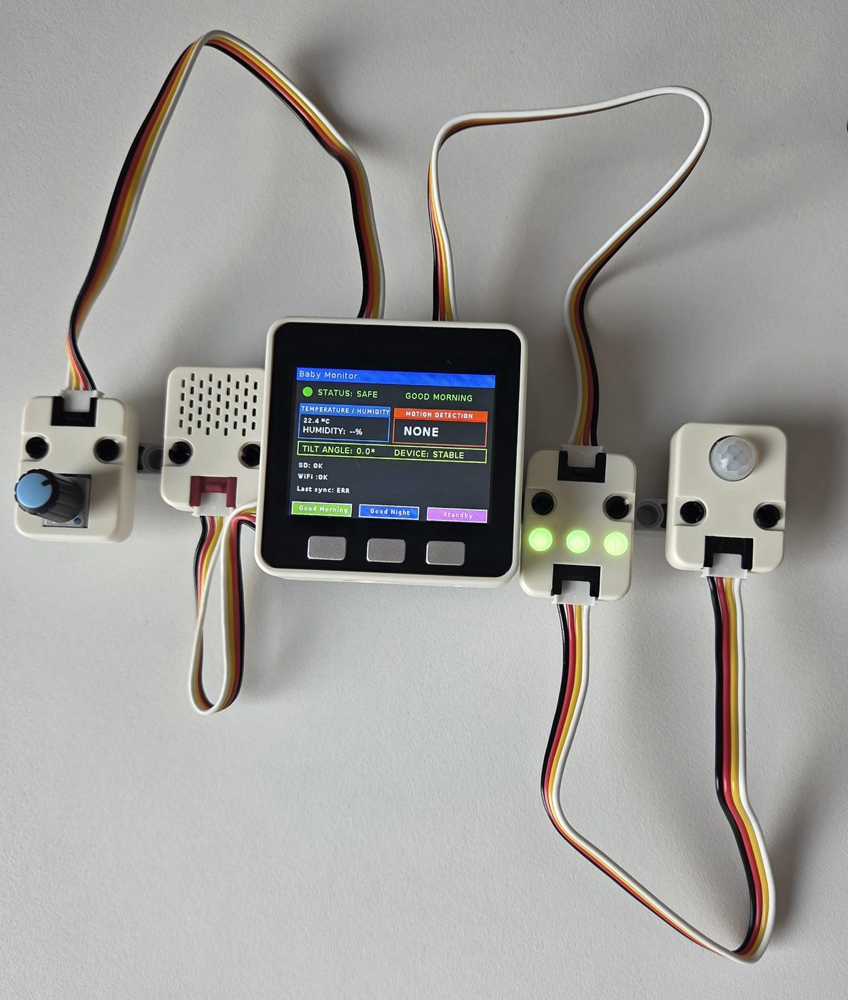 Baby Monitor
STATUS: SAFE GOOD MORNING
TEMPERATURE / HUMIDITY MOTION DETECTION
22.4 °C
HUMIDITY: --% NONE
TILT ANGLE: 0.0° DEVICE: STABLE
SD: OK
WiFi :OK
Last sync: ERR
Good Morning Good Night Standby